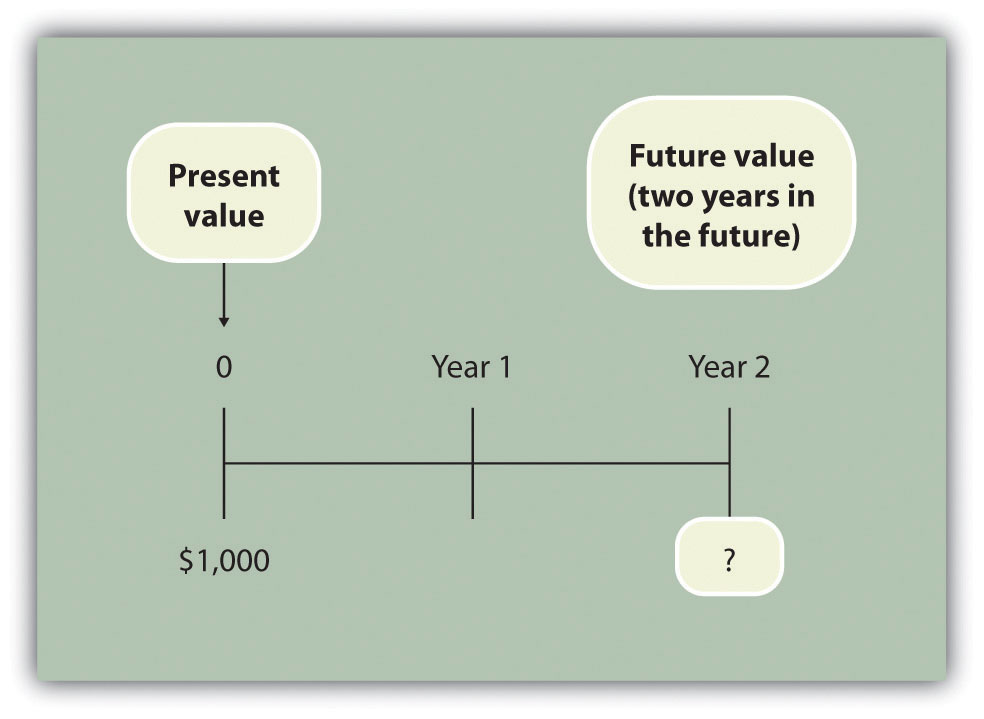 Present
value
Future value
(two years in
the future)
0
Year 1
Year 2
$1,000
?